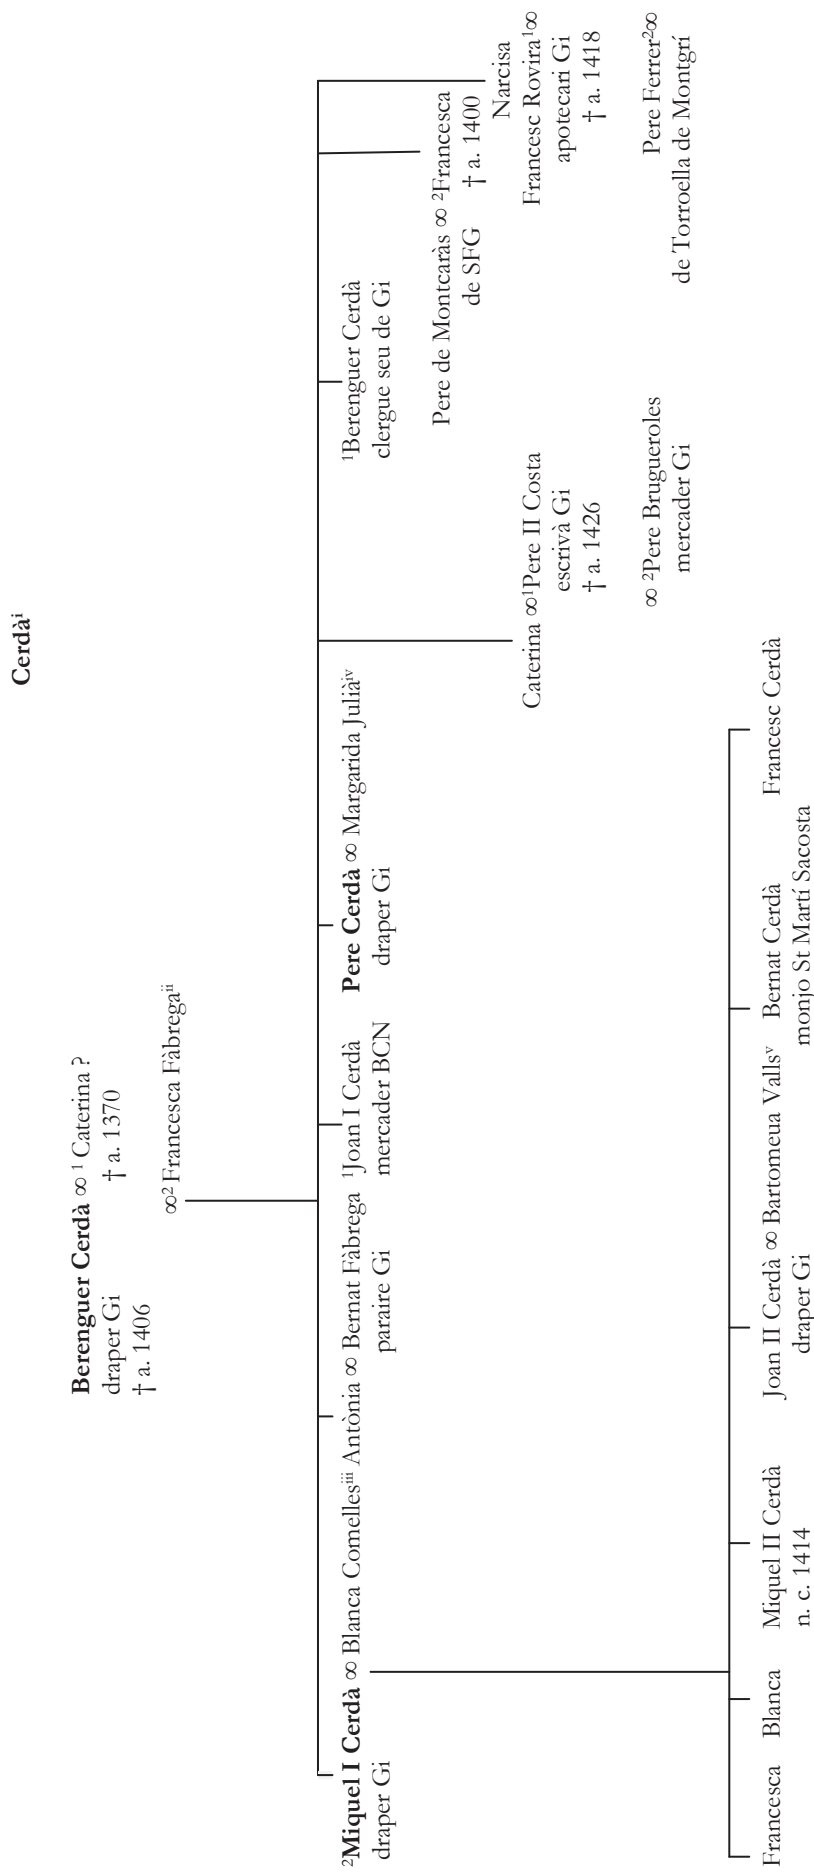 Cerdàⁱ
Berenguer Cerdà ∞ ¹ Caterina ?
draper Gi † a. 1370
† a. 1406
∞² Francesca Fàbregaⁱⁱ
²Miquel I Cerdà ∞ Blanca Comellesⁱⁱⁱ Antònia ∞ Bernat Fàbrega ¹Joan I Cerdà Pere Cerdà ∞ Margarida Juliàⁱᵛ ¹Berenguer Cerdà
draper Gi paraire Gi mercader BCN draper Gi clergue seu de Gi
Pere de Montcaràs ∞ ²Francesca
de SFG † a. 1400
Narcisa
Caterina ∞¹Pere II Costa Francesc Rovira¹∞
escrivà Gi apotecari Gi
† a. 1426 † a. 1418
∞ ²Pere Brugueroles Pere Ferrer²∞
mercader Gi de Torroella de Montgrí
Francesca Blanca Miquel II Cerdà Joan II Cerdà ∞ Bartomeua Vallsᵛ Bernat Cerdà Francesc Cerdà
n. c. 1414 draper Gi monjo St Martí Sacosta